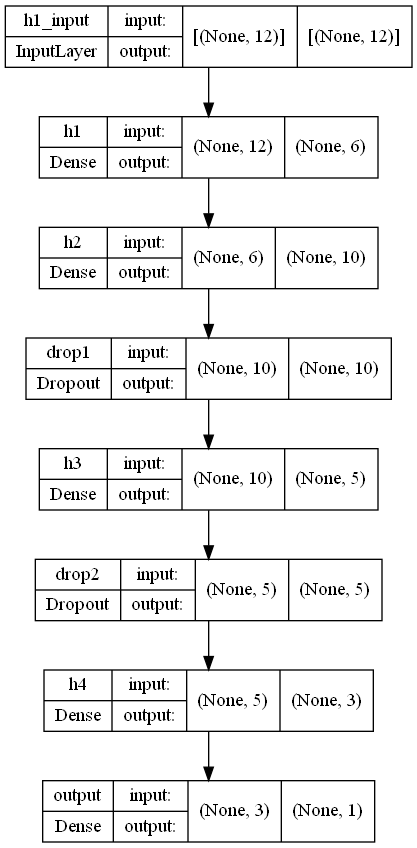 h1_input input: [(None, 12)] [(None, 12)]
InputLayer output:
h1 input: (None, 12) (None, 6)
Dense output:
h2 input: (None, 6) (None, 10)
Dense output:
drop1 input: (None, 10) (None, 10)
Dropout output:
h3 input: (None, 10) (None, 5)
Dense output:
drop2 input: (None, 5) (None, 5)
Dropout output:
h4 input: (None, 5) (None, 3)
Dense output:
output input: (None, 3) (None, 1)
Dense output: